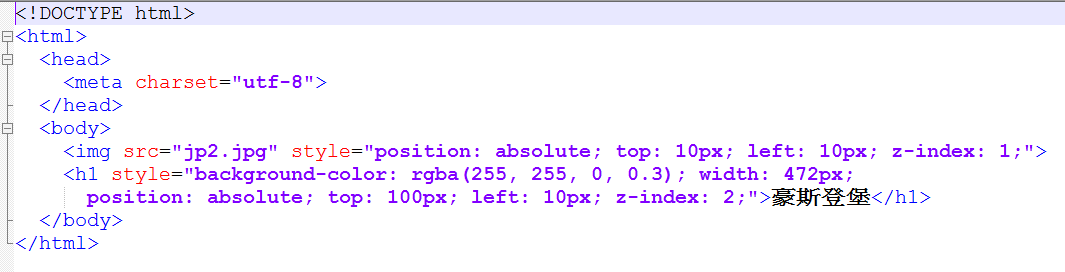 <!DOCTYPE html>
<html>
<head>
<meta charset="utf-8">
</head>
<body>
<img src="jp2.jpg" style="position: absolute; top: 10px; left: 10px; z-index: 1;">
<h1 style="background-color: rgba(255, 255, 0, 0.3); width: 472px;
position: absolute; top: 100px; left: 10px; z-index: 2;">豪斯登堡</h1>
</body>
</html>